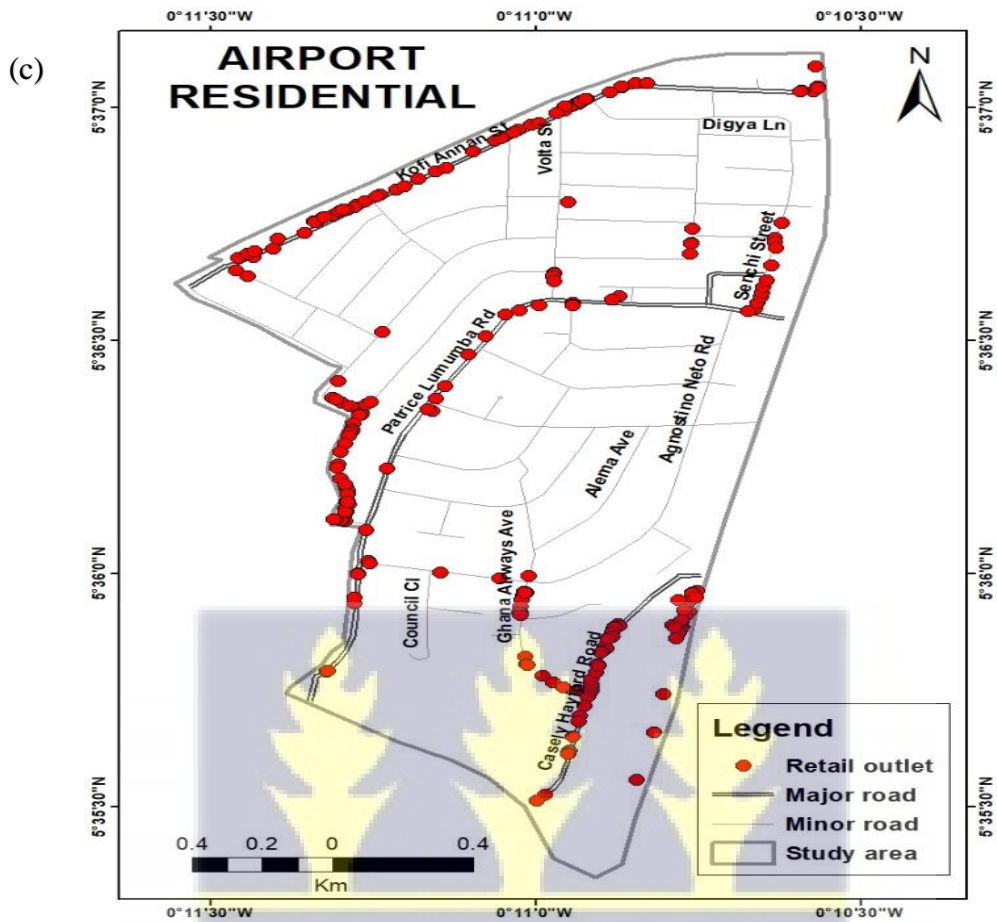 (c)
0°11'30"W
0°11'0"W
0°10'30"W
AIRPORT
RESIDENTIAL
N
5°37'0"N
5°37'0"N
Kofi Annan St
Volta St
Digya Ln
Senchi Street
5°36'30"N
5°36'30"N
Patrice Lumumba Rd
Agnostino Neto Rd
Alema Ave
Ghana Airways Ave
5°36'0"N
5°36'0"N
Council Cl
Casely Hayford Road
Legend
Retail outlet
Major road
Minor road
Study area
5°35'30"N
5°35'30"N
0.4 0.2 0 0.4
Km
0°11'30"W
0°11'0"W
0°10'30"W